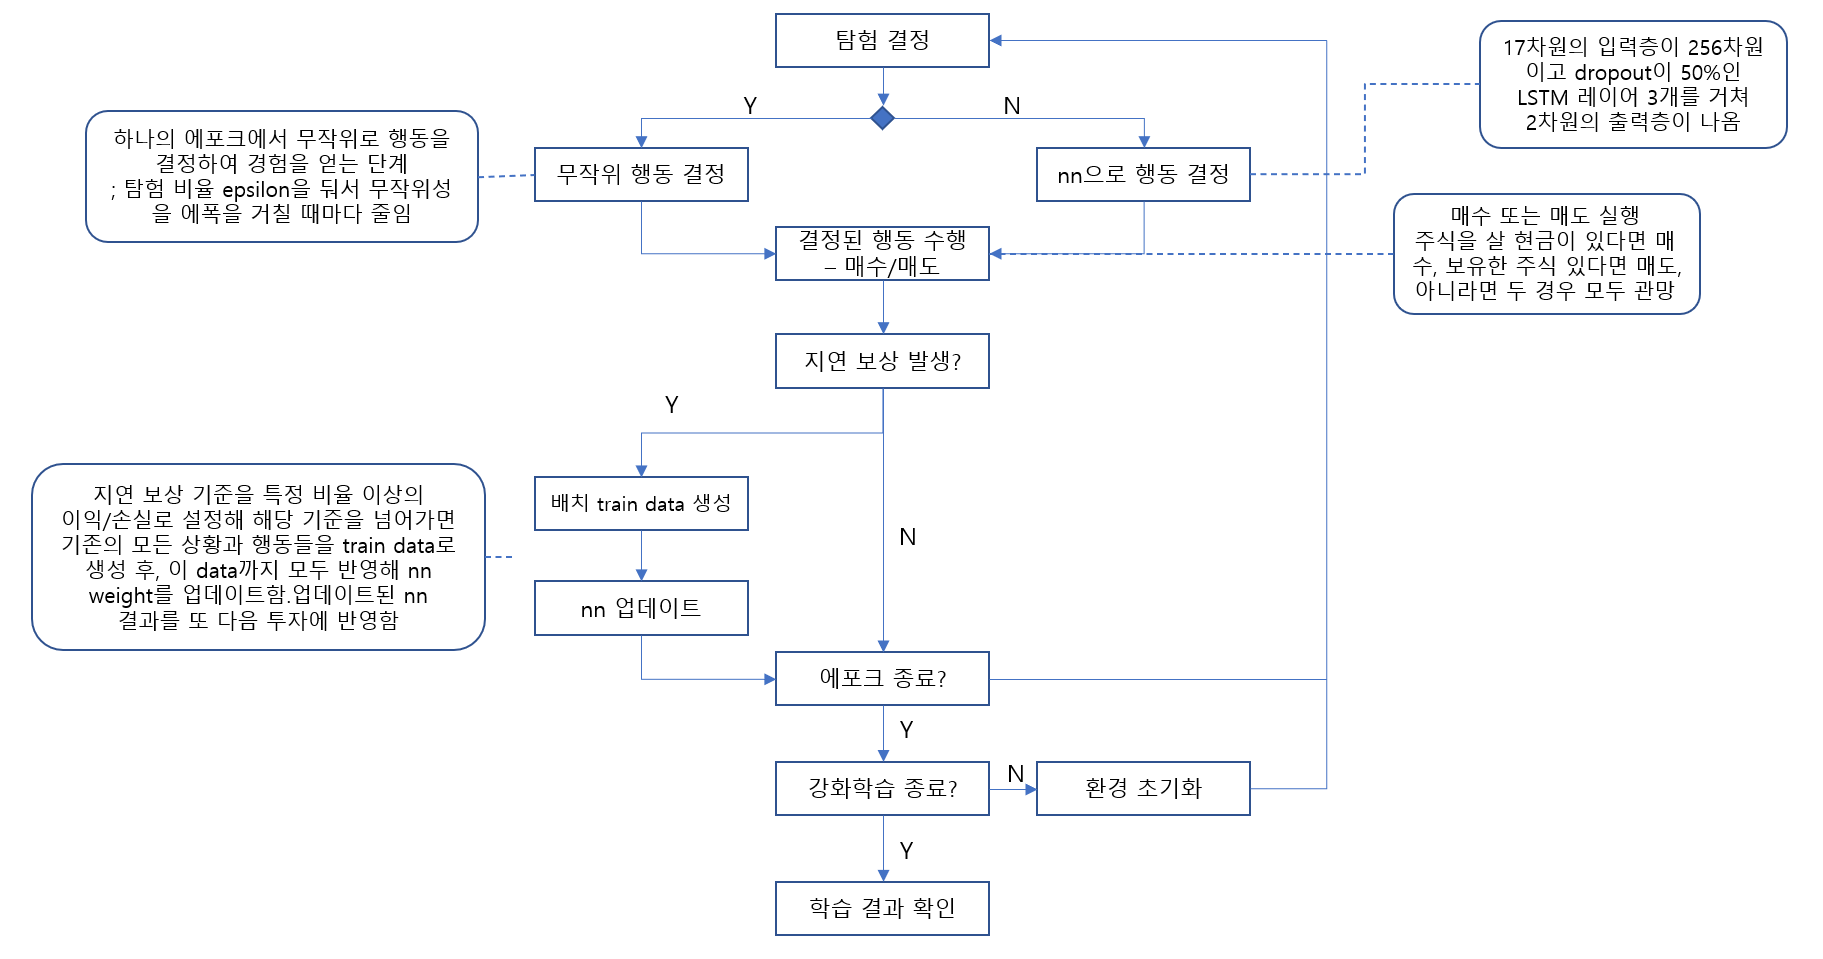 탐험 결정
17차원의 입력층이 256차원
이고 dropout이 50%인
LSTM 레이어 3개를 거쳐
2차원의 출력층이 나옴
Y
N
하나의 에포크에서 무작위로 행동을
결정하여 경험을 얻는 단계
; 탐험 비율 epsilon을 둬서 무작위성
을 에폭을 거칠 때마다 줄임
무작위 행동 결정
nn으로 행동 결정
결정된 행동 수행
– 매수/매도
매수 또는 매도 실행
주식을 살 현금이 있다면 매
수, 보유한 주식 있다면 매도,
아니라면 두 경우 모두 관망
지연 보상 발생?
Y
N
지연 보상 기준을 특정 비율 이상의
이익/손실로 설정해 해당 기준을 넘어가면
기존의 모든 상황과 행동들을 train data로
생성 후, 이 data까지 모두 반영해 nn
weight를 업데이트함.업데이트된 nn
결과를 또 다음 투자에 반영함
배치 train data 생성
nn 업데이트
에포크 종료?
Y
강화학습 종료?
N
환경 초기화
Y
학습 결과 확인